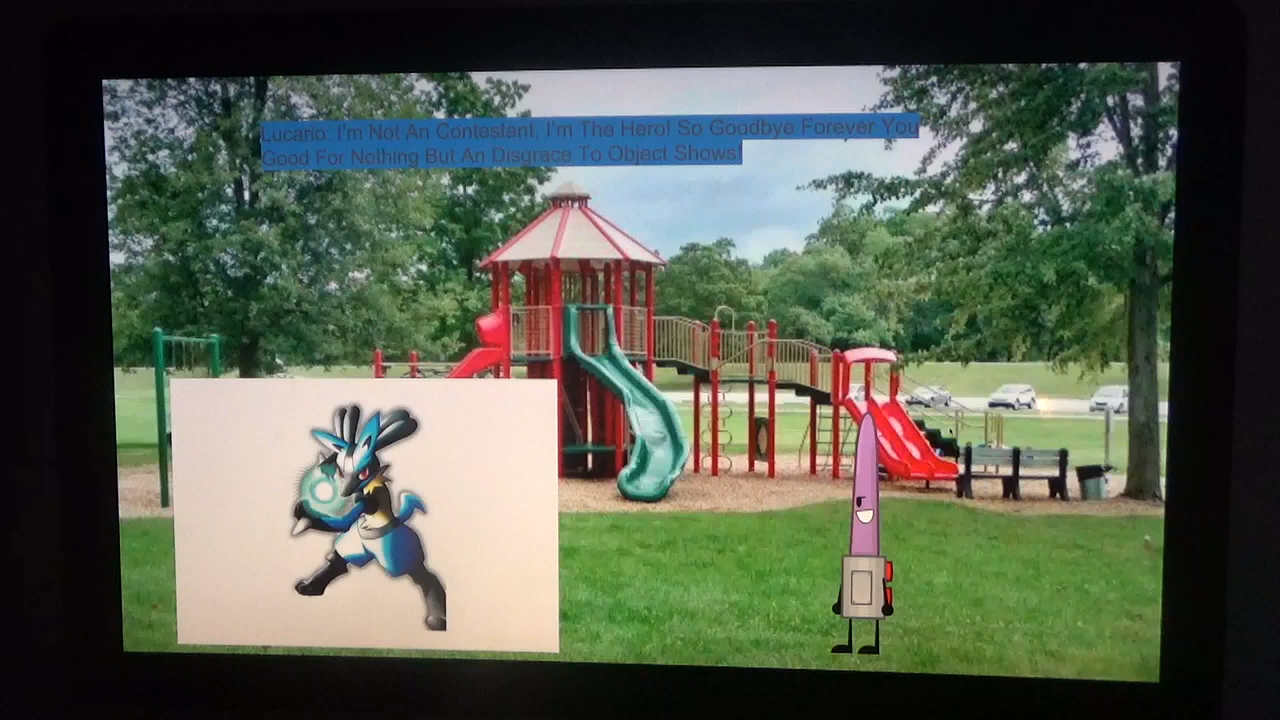 Lucario: I'm Not An Contestant, I'm The Hero! So Goodbye Forever You
Good For Nothing But An Disgrace To Object Shows!